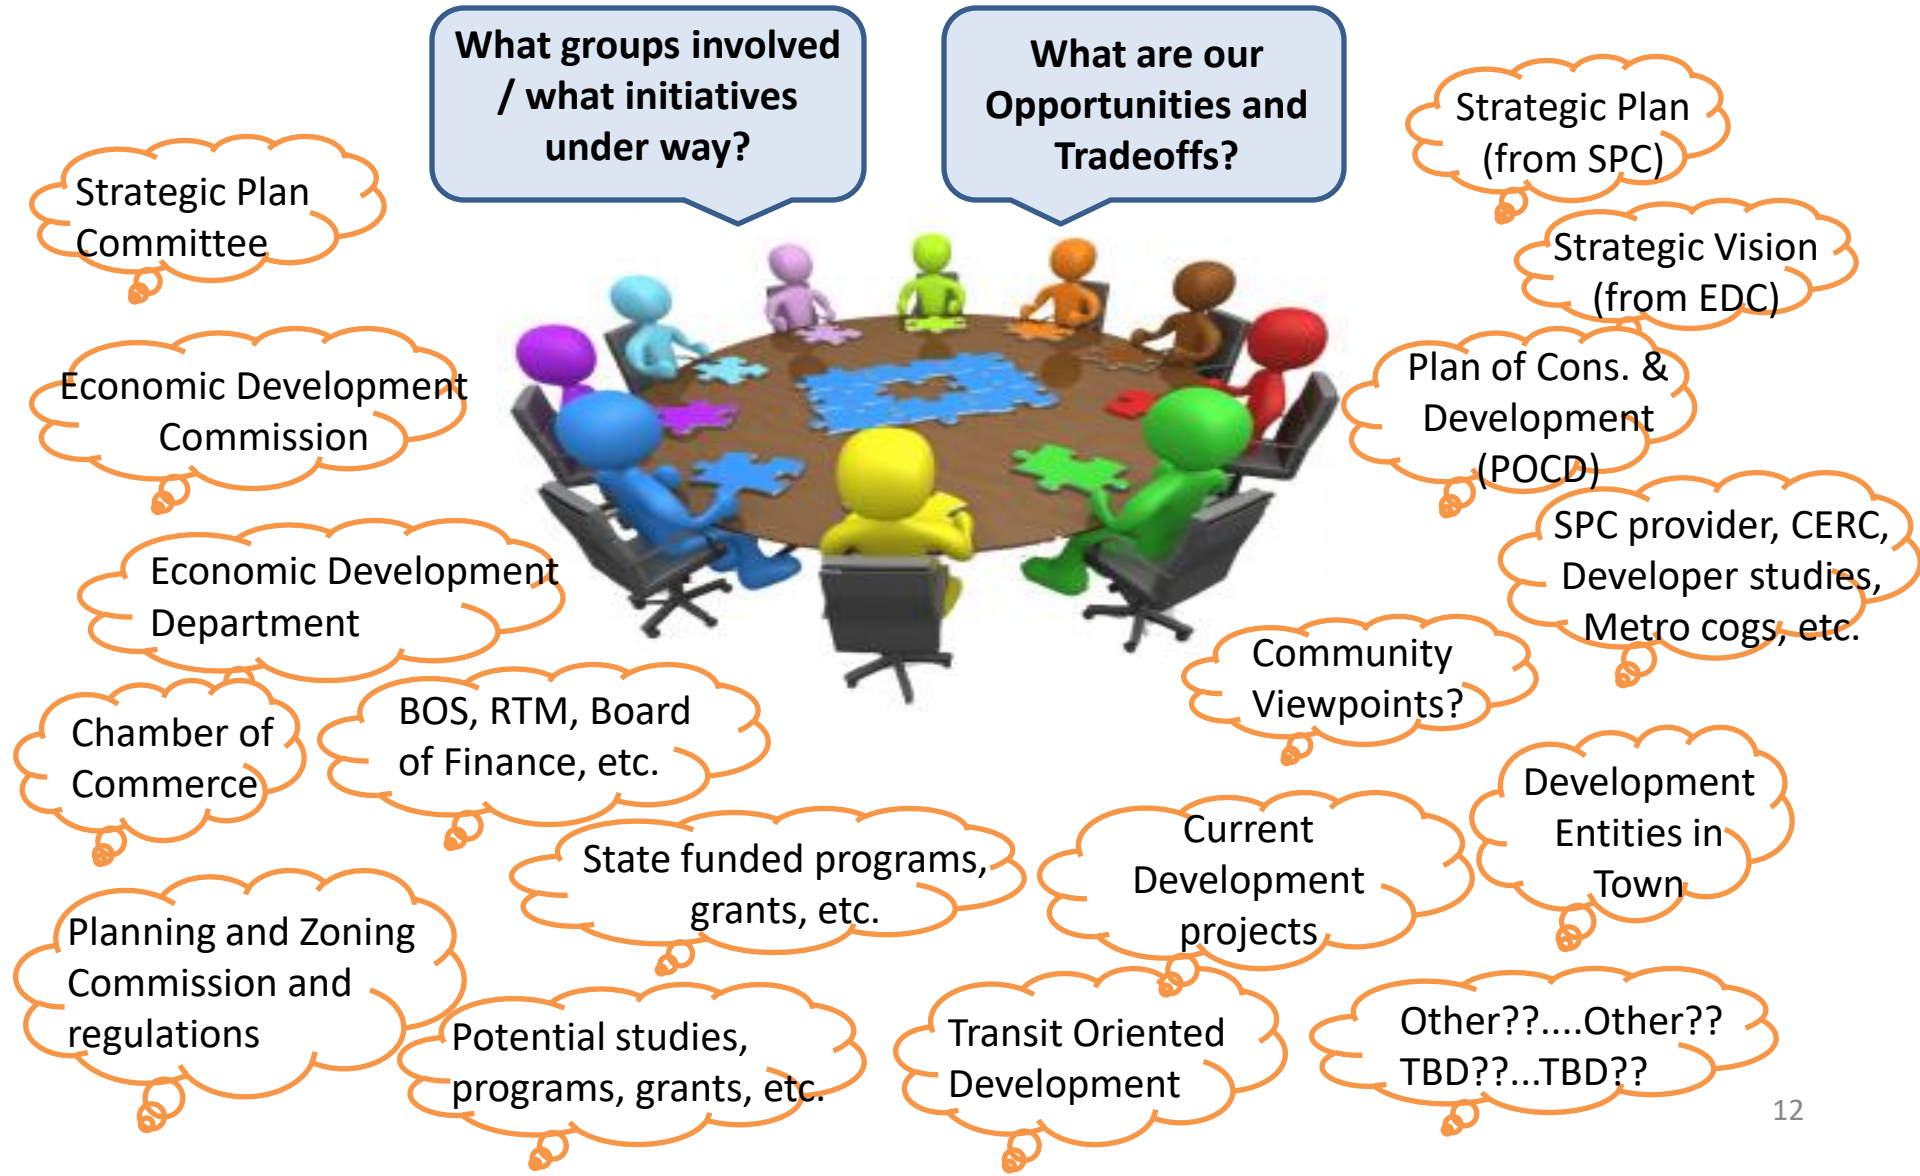 What groups involved
/ what initiatives
under way?
What are our
Opportunities and
Tradeoffs?
Strategic Plan
(from SPC)
Strategic Plan
Committee
Strategic Vision
(from EDC)
Economic Development
Commission
Plan of Cons. &
Development
(POCD)
SPC provider, CERC,
Developer studies,
Metro cogs, etc.
Economic Development
Department
Community
Viewpoints?
Chamber of
Commerce
BOS, RTM, Board
of Finance, etc.
Development
Entities in
Town
State funded programs,
grants, etc.
Current
Development
projects
Planning and Zoning
Commission and
regulations
Potential studies,
programs, grants, etc.
Transit Oriented
Development
Other??....Other??
TBD??...TBD??
12